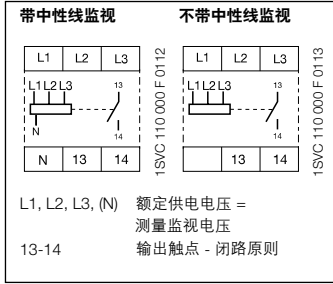 带中性线监视 不带中性线监视
L1 L2 L3 L1 L2 L3
L1 L2 L3 13 L1 L2 L3 13
N 14 14
N 13 14 13 14
1SVC 110 000 F 0112
1SVC 110 000 F 0113
L1, L2, L3, (N) 额定供电电压 =
测量监视电压
13-14 输出触点 - 闭路原则